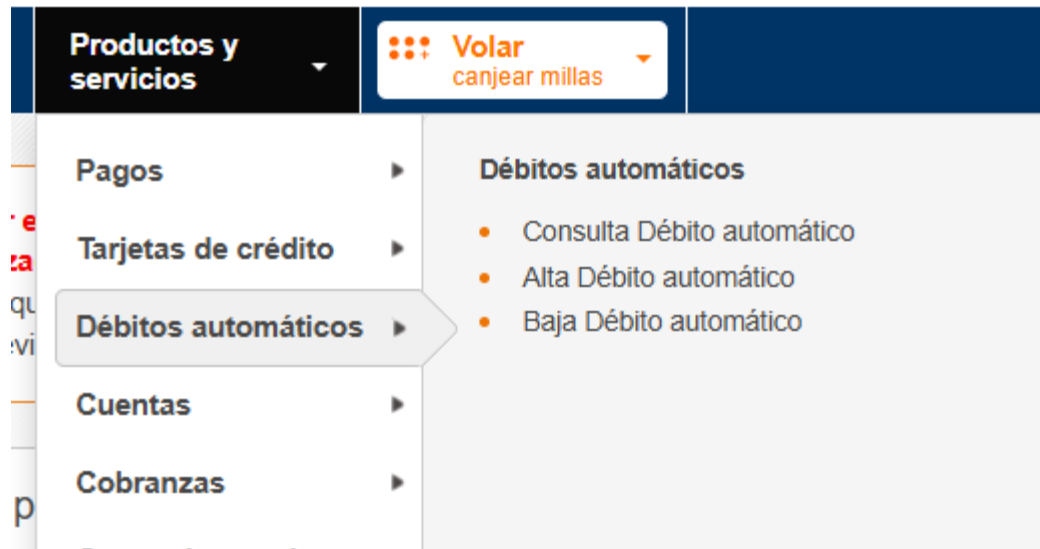 Productos y
servicios
Volar
canjear millas
Pagos
Tarjetas de crédito
Débitos automáticos
Cuentas
Cobranzas
Débitos automáticos
Consulta Débito automático
Alta Débito automático
Baja Débito automático